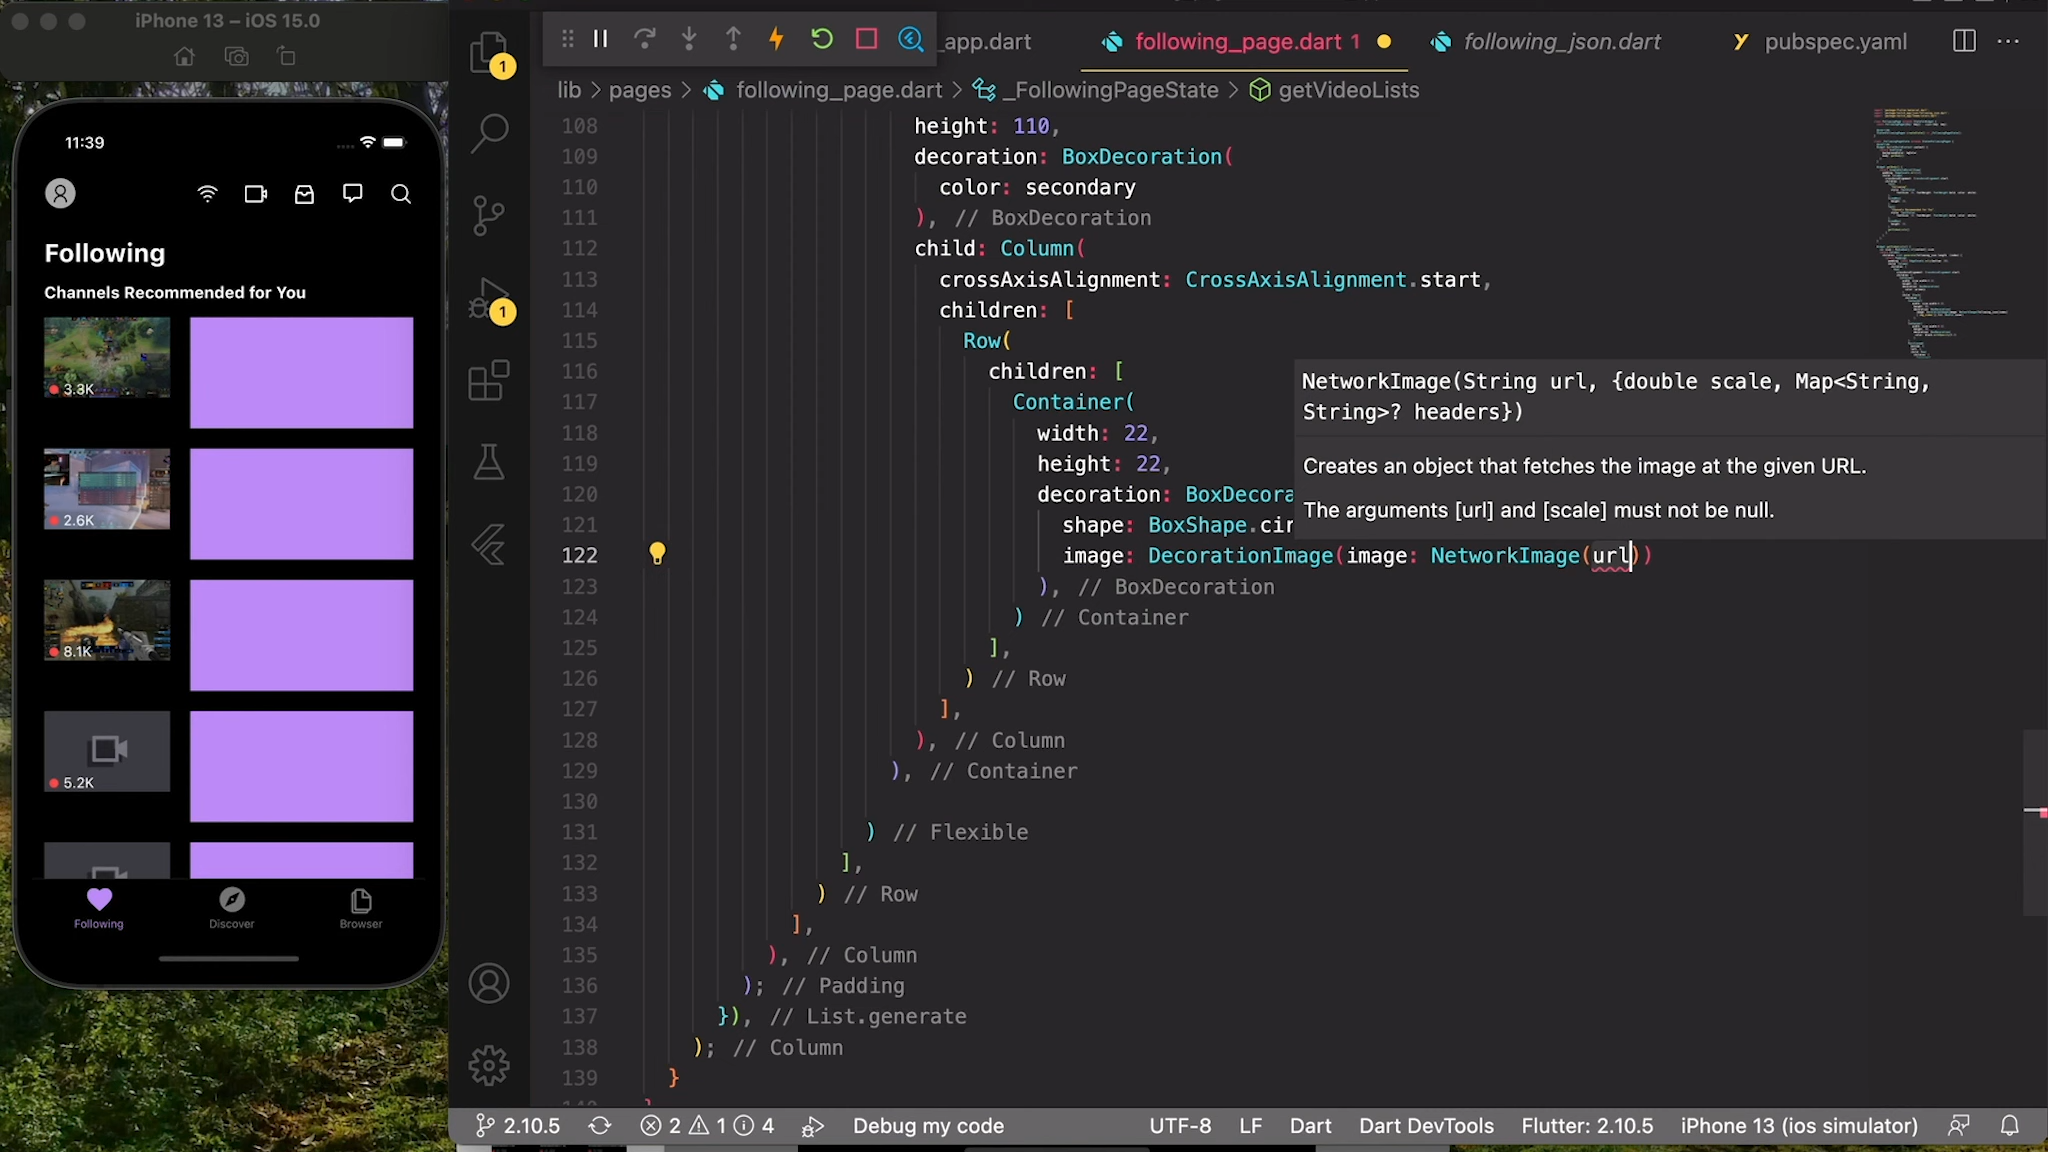 iPhone 13 – iOS 15.0
11:39
Following
Channels Recommended for You
3.3K
2.6K
8.1K
5.2K
Following
Discover
Browser
1
1
_app.dart
following_page.dart 1
following_json.dart
pubspec.yaml
lib > pages > following_page.dart > _FollowingPageState > getVideoLists
108 height: 110,
109 decoration: BoxDecoration(
110 color: secondary
111 ), // BoxDecoration
112 child: Column(
113 crossAxisAlignment: CrossAxisAlignment.start,
114 children: [
115 Row(
116 children: [
117 Container(
118 width: 22,
119 height: 22,
120 decoration: BoxDecora
121 shape: BoxShape.cir
122 image: DecorationImage(image: NetworkImage(url))
123 ), // BoxDecoration
124 ) // Container
125 ],
126 ) // Row
127 ],
128 ), // Column
129 ), // Container
130
131 ) // Flexible
132 ],
133 ) // Row
134 ],
135 ), // Column
136 ); // Padding
137 }), // List.generate
138 ); // Column
139 }
NetworkImage(String url, {double scale, Map<String,
String>? headers})
Creates an object that fetches the image at the given URL.
The arguments [url] and [scale] must not be null.
2.10.5
2
1
4
Debug my code
UTF-8
LF
Dart
Dart DevTools
Flutter: 2.10.5
iPhone 13 (ios simulator)